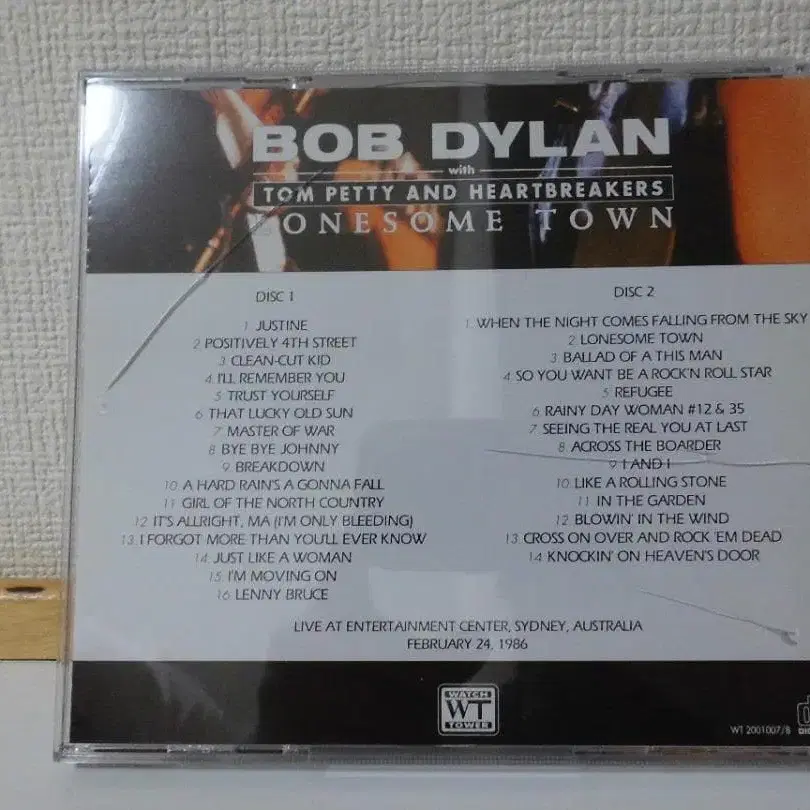 BOB DYLAN
with
TOM PETTY AND HEARTBREAKERS
LONESOME TOWN
DISC 1
1. JUSTINE
2. POSITIVELY 4TH STREET
3. CLEAN-CUT KID
4. I'LL REMEMBER YOU
5. TRUST YOURSELF
6. THAT LUCKY OLD SUN
7. MASTER OF WAR
8. BYE BYE JOHNNY
9. BREAKDOWN
10. A HARD RAIN'S A GONNA FALL
11. GIRL OF THE NORTH COUNTRY
12. IT'S ALLRIGHT, MA (I'M ONLY BLEEDING)
13. I FORGOT MORE THAN YOU'LL EVER KNOW
14. JUST LIKE A WOMAN
15. I'M MOVING ON
16. LENNY BRUCE
DISC 2
1. WHEN THE NIGHT COMES FALLING FROM THE SKY
2. LONESOME TOWN
3. BALLAD OF A THIS MAN
4. SO YOU WANT BE A ROCK'N ROLL STAR
5. REFUGEE
6. RAINY DAY WOMAN #12 & 35
7. SEEING THE REAL YOU AT LAST
8. ACROSS THE BOARDER
9. I AND I
10. LIKE A ROLLING STONE
11. IN THE GARDEN
12. BLOWIN' IN THE WIND
13. CROSS ON OVER AND ROCK 'EM DEAD
14. KNOCKIN' ON HEAVEN'S DOOR
LIVE AT ENTERTAINMENT CENTER, SYDNEY, AUSTRALIA
FEBRUARY 24, 1986
WATCH
WT
TOWER
WT 2001007/8